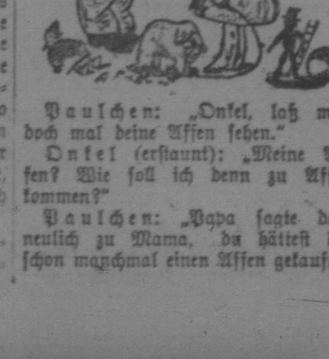 Paulchen: „Onkel, laß m
doch mal deine Affen sehen.“
Onkel (erstaunt): „Meine
fen? Wie soll ich denn zu Aff
kommen?“
Paulchen: „Papa sagte d
neulich zu Mama, du hättest
schon manchmal einen Affen gekauf